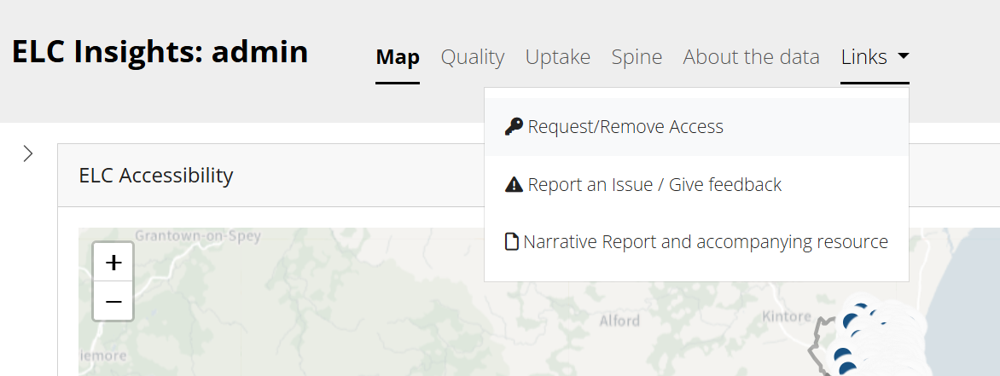 ELC Insights: admin
Map Quality Uptake Spine About the data Links
Request/Remove Access
Report an Issue / Give feedback
Narrative Report and accompanying resource
ELC Accessibility
Grantown-on-Spey
+
−
Alford
Kintore
iemore